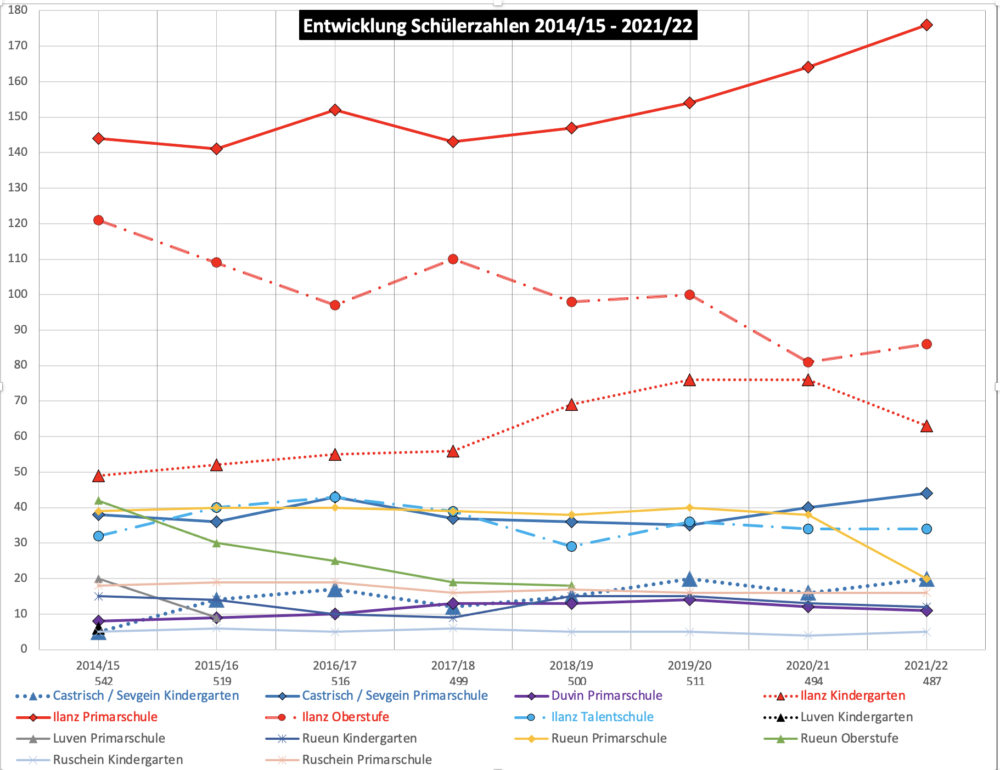 Entwicklung Schülerzahlen 2014/15 - 2021/22
180
170
160
150
140
130
120
110
100
90
80
70
60
50
40
30
20
10
0
2014/15 2015/16 2016/17 2017/18 2018/19 2019/20 2020/21 2021/22
542 519 516 499 500 511 494 487
Castrisch / Sevgein Kindergarten Castrisch / Sevgein Primarschule Duvin Primarschule Ilanz Kindergarten
Ilanz Primarschule Ilanz Oberstufe Ilanz Talentschule Luven Kindergarten
Luven Primarschule Rueun Kindergarten Rueun Primarschule Rueun Oberstufe
Ruschein Kindergarten Ruschein Primarschule